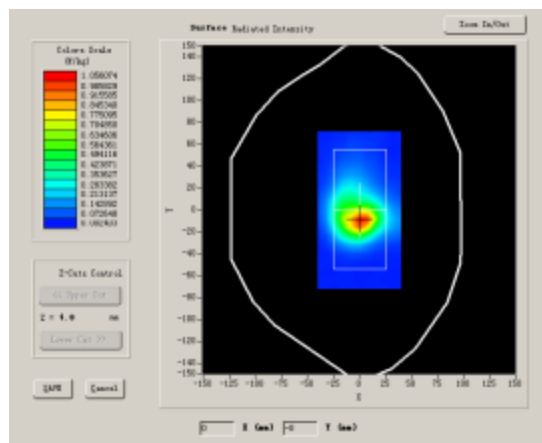 Surface Radiated Intensity
Zoom In/Out
Colors Scale
(W/kg)
1.056074
0.985829
0.915585
0.845340
0.775095
0.704850
0.634606
0.564361
0.494116
0.423871
0.353627
0.283382
0.213137
0.142892
0.072648
0.002403
150
140
120
100
80
60
40
20
0
-20
-40
-60
-80
-100
-120
-140
-150
Y
-150 -125 -100 -75 -50 -25 0 25 50 75 100 125 150
X
Z-Cuts Control
<< Upper Cut
Z = 4.0 mm
Lower Cut >>
SAVE Cancel
0 X (mm) -8 Y (mm)